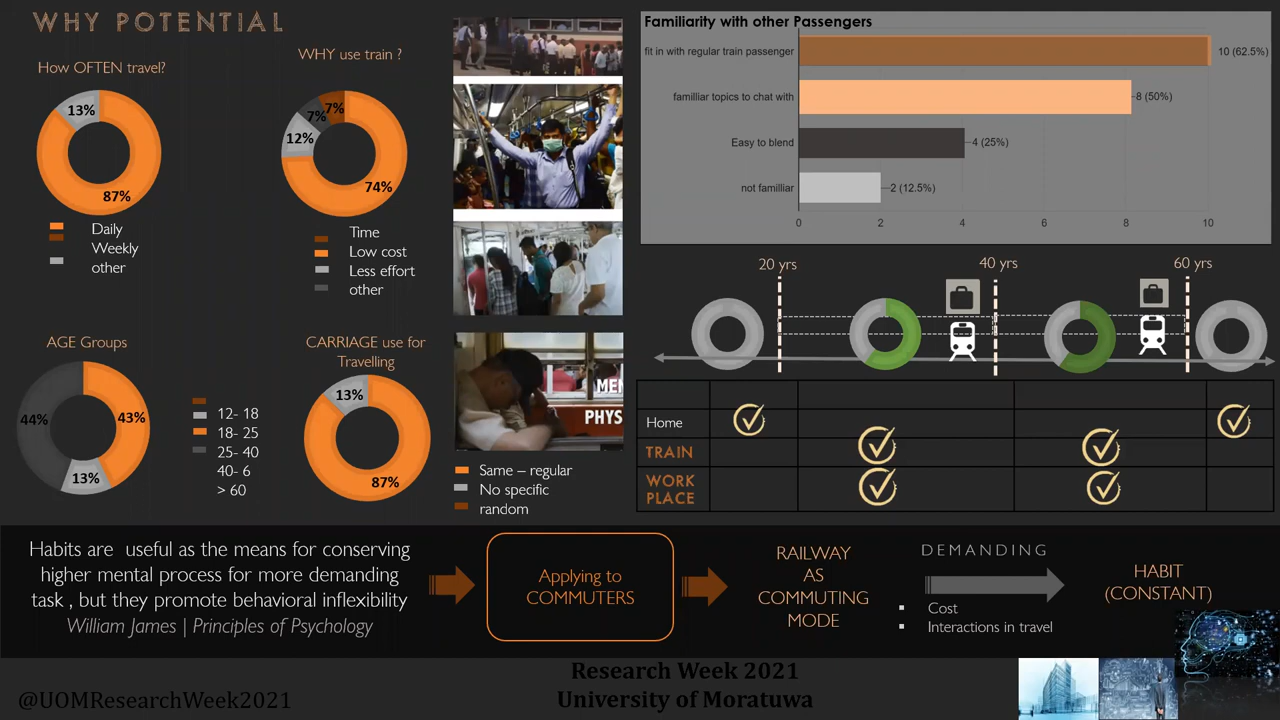 WHY POTENTIAL
How OFTEN travel?
13%
87%
Daily
Weekly
other
WHY use train ?
7%
7%
12%
74%
Time
Low cost
Less effort
other
AGE Groups
44%
43%
13%
12- 18
18- 25
25- 40
40- 6
> 60
CARRIAGE use for
Travelling
13%
87%
Same – regular
No specific
random
MEN
PHYS
Familiarity with other Passengers
fit in with regular train passenger
10 (62.5%)
familliar topics to chat with
8 (50%)
Easy to blend
4 (25%)
not familliar
2 (12.5%)
0 2 4 6 8 10
20 yrs
40 yrs
60 yrs
Home
TRAIN
WORK
PLACE
Habits are useful as the means for conserving
higher mental process for more demanding
task , but they promote behavioral inflexibility
William James | Principles of Psychology
Applying to
COMMUTERS
RAILWAY
AS
COMMUTING
MODE
DEMANDING
Cost
Interactions in travel
HABIT
(CONSTANT)
@UOMResearchWeek2021
Research Week 2021
University of Moratuwa